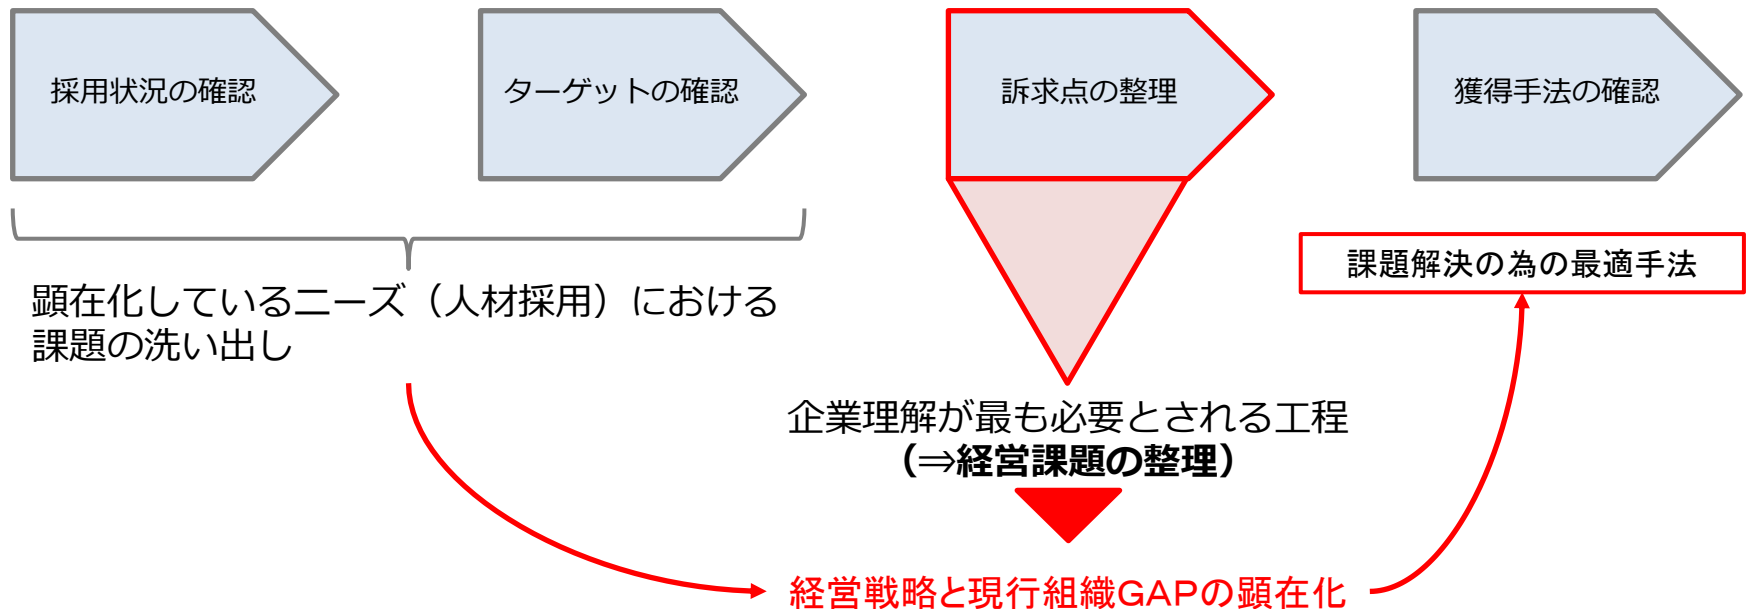 採用状況の確認
ターゲットの確認
訴求点の整理
獲得手法の確認
顕在化しているニーズ（人材採用）における
課題の洗い出し
課題解決の為の最適手法
企業理解が最も必要とされる工程
（⇒経営課題の整理）
経営戦略と現行組織GAPの顕在化